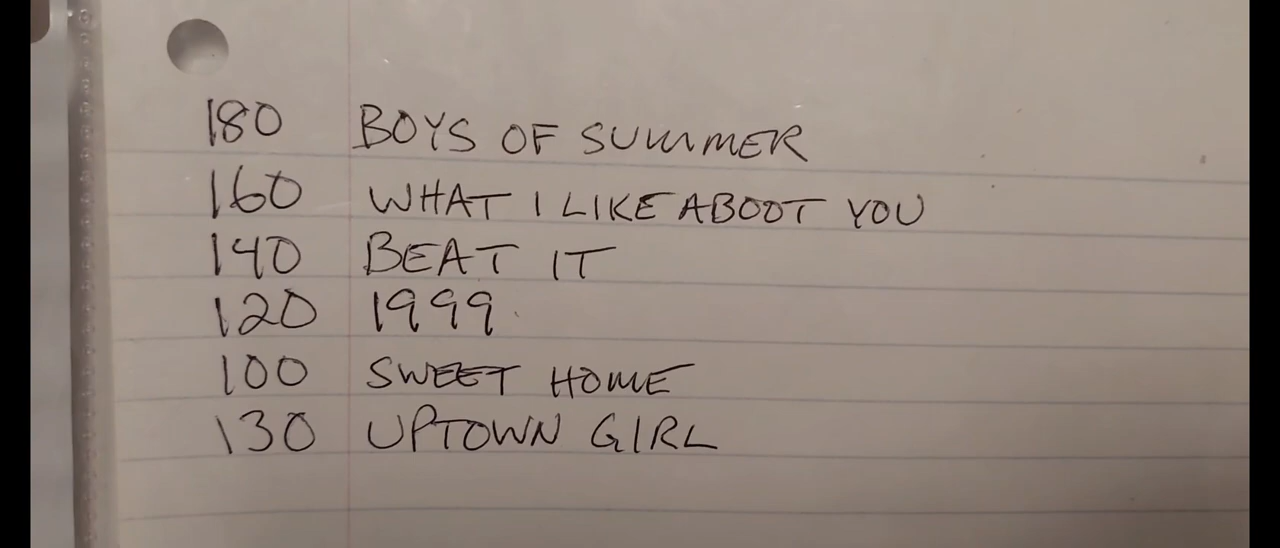 180 BOYS OF SUMMER
160 WHAT I LIKE ABOOT YOU
140 BEAT IT
120 1999
100 SWEET HOME
130 UPTOWN GIRL